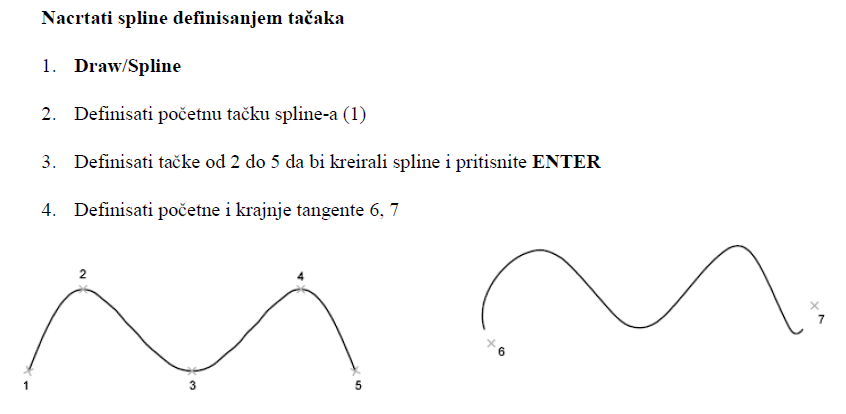 Nacrtati spline definisanjem tačaka
1. Draw/Spline
2. Definisati početnu tačku spline-a (1)
3. Definisati tačke od 2 do 5 da bi kreirali spline i pritisnite ENTER
4. Definisati početne i krajnje tangente 6, 7
2
4
1
3
5
6
7